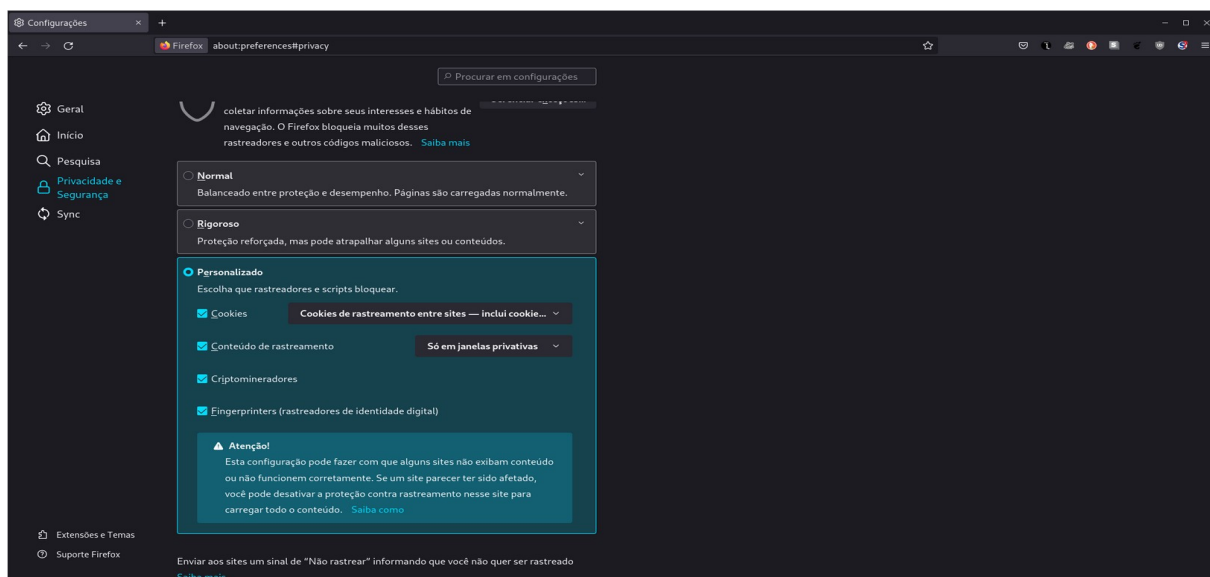 Configurações
Firefox about:preferences#privacy
Procurar em configurações
Geral
Início
Pesquisa
Privacidade e
Segurança
Sync
Extensões e Temas
Suporte Firefox
coletar informações sobre seus interesses e hábitos de
navegação. O Firefox bloqueia muitos desses
rastreadores e outros códigos maliciosos. Saiba mais
Normal
Balanceado entre proteção e desempenho. Páginas são carregadas normalmente.
Rigoroso
Proteção reforçada, mas pode atrapalhar alguns sites ou conteúdos.
Personalizado
Escolha que rastreadores e scripts bloquear.
Cookies Cookies de rastreamento entre sites — inclui cookie...
Conteúdo de rastreamento Só em janelas privativas
Criptomineradores
Fingerprinters (rastreadores de identidade digital)
Atenção!
Esta configuração pode fazer com que alguns sites não exibam conteúdo
ou não funcionem corretamente. Se um site parecer ter sido afetado,
você pode desativar a proteção contra rastreamento nesse site para
carregar todo o conteúdo. Saiba como
Enviar aos sites um sinal de “Não rastrear” informando que você não quer ser rastreado
Saiba mais